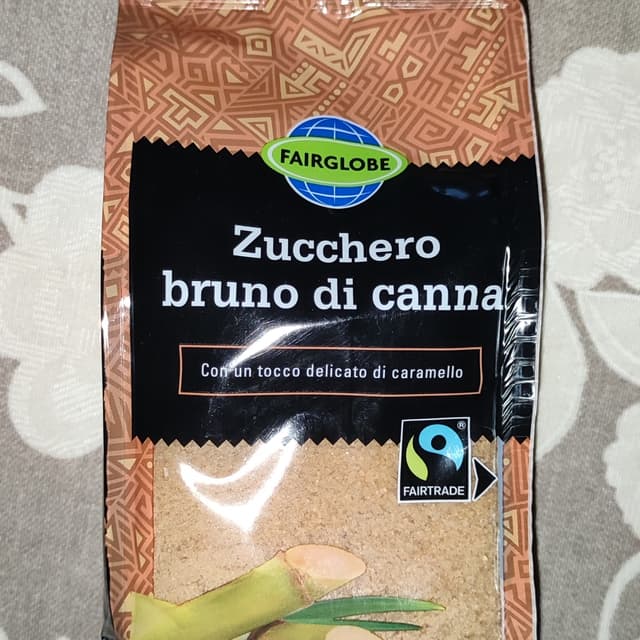 FAIRGLOBE
Zucchero
bruno di canna
Con un tocco delicato di caramello
®
FAIRTRADE